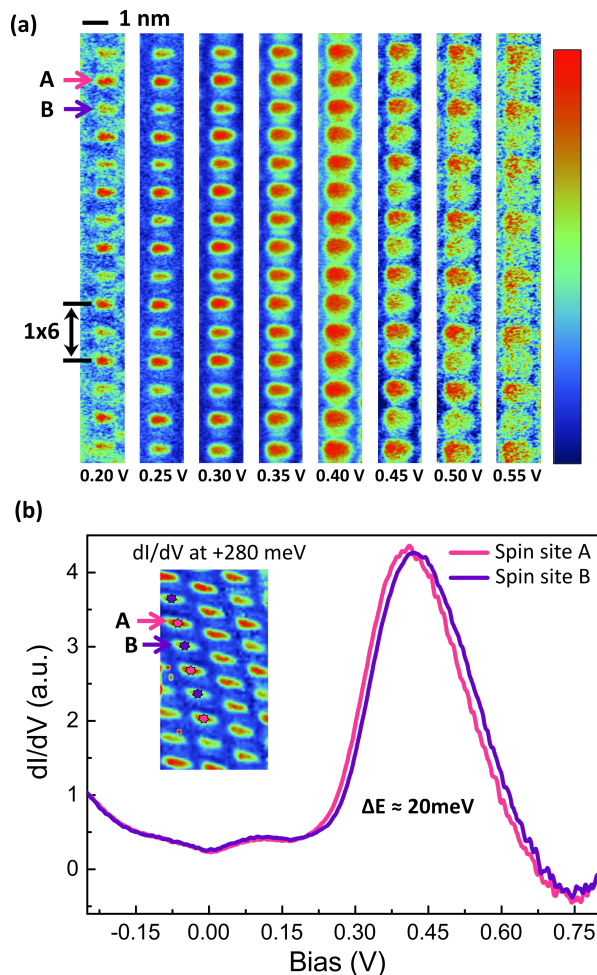 (a)
1 nm
A
B
1x6
0.20 V 0.25 V 0.30 V 0.35 V 0.40 V 0.45 V 0.50 V 0.55 V
(b)
dI/dV at +280 meV
A
B
Spin site A
Spin site B
ΔE ≈ 20meV
dI/dV (a.u.)
4
3
2
1
0
-0.15 0.00 0.15 0.30 0.45 0.60 0.75
Bias (V)